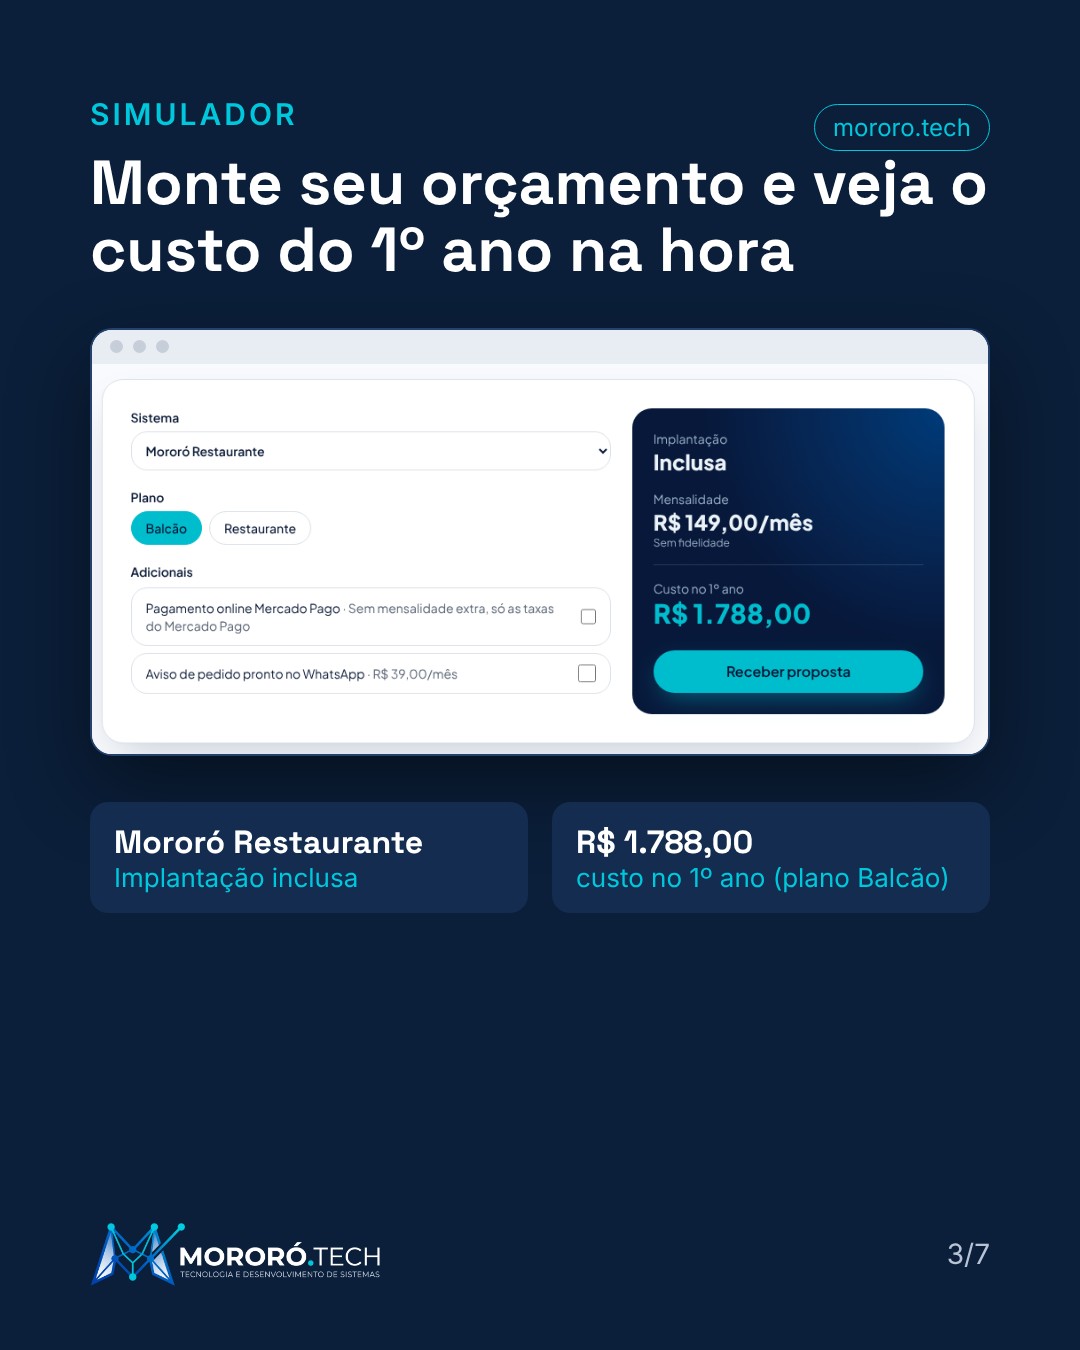 SIMULADOR
mororo.tech
Monte seu orçamento e veja o
custo do 1º ano na hora
Sistema
Mororó Restaurante
Plano
Balcão
Restaurante
Adicionais
Pagamento online Mercado Pago · Sem mensalidade extra, só as taxas
do Mercado Pago
Aviso de pedido pronto no WhatsApp · R$ 39,00/mês
Implantação
Inclusa
Mensalidade
R$ 149,00/mês
Sem fidelidade
Custo no 1º ano
R$ 1.788,00
Receber proposta
Mororó Restaurante
Implantação inclusa
R$ 1.788,00
custo no 1º ano (plano Balcão)
MORORÓ.TECH
TECNOLOGIA E DESENVOLVIMENTO DE SISTEMAS
3/7